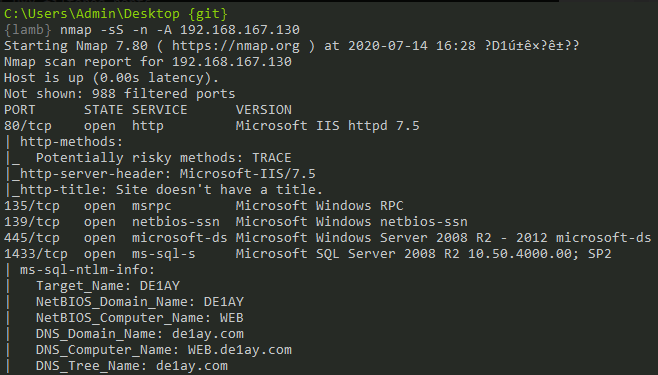 C:\Users\Admin\Desktop {git}
{lamb} nmap -sS -n -A 192.168.167.130
Starting Nmap 7.80 ( https://nmap.org ) at 2020-07-14 16:28 ?D1ú±ê×?ê±??
Nmap scan report for 192.168.167.130
Host is up (0.00s latency).
Not shown: 988 filtered ports
PORT     STATE SERVICE      VERSION
80/tcp   open  http         Microsoft IIS httpd 7.5
| http-methods:
|_  Potentially risky methods: TRACE
|_http-server-header: Microsoft-IIS/7.5
|_http-title: Site doesn't have a title.
135/tcp  open  msrpc        Microsoft Windows RPC
139/tcp  open  netbios-ssn  Microsoft Windows netbios-ssn
445/tcp  open  microsoft-ds Microsoft Windows Server 2008 R2 - 2012 microsoft-ds
1433/tcp open  ms-sql-s     Microsoft SQL Server 2008 R2 10.50.4000.00; SP2
| ms-sql-ntlm-info:
|   Target_Name: DE1AY
|   NetBIOS_Domain_Name: DE1AY
|   NetBIOS_Computer_Name: WEB
|   DNS_Domain_Name: de1ay.com
|   DNS_Computer_Name: WEB.de1ay.com
|   DNS_Tree_Name: de1ay.com